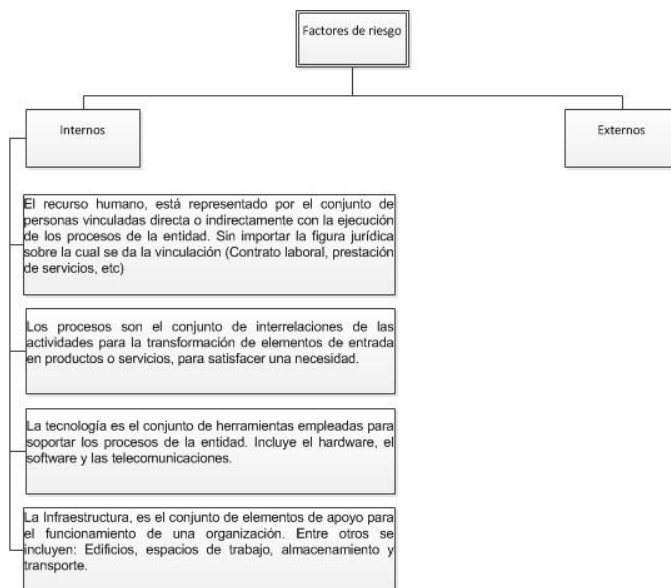 Factores de riesgo
Internos
Externos
El recurso humano, está representado por el conjunto de
personas vinculadas directa o indirectamente con la ejecución
de los procesos de la entidad. Sin importar la figura jurídica
sobre la cual se da la vinculación (Contrato laboral, prestación
de servicios, etc)
Los procesos son el conjunto de interrelaciones de las
actividades para la transformación de elementos de entrada
en productos o servicios, para satisfacer una necesidad.
La tecnología es el conjunto de herramientas empleadas para
soportar los procesos de la entidad. Incluye el hardware, el
software y las telecomunicaciones.
La Infraestructura, es el conjunto de elementos de apoyo para
el funcionamiento de una organización. Entre otros se
incluyen: Edificios, espacios de trabajo, almacenamiento y
transporte.